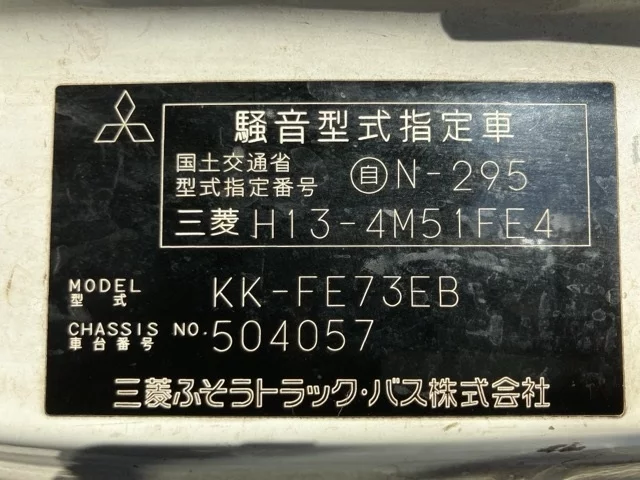 騒音型式指定車
国土交通省
型式指定番号 自N-295
三菱 H13-4M51FE4
MODEL
型式 KK-FE73EB
CHASSIS NO.
車台番号 504057
三菱ふそうトラック・バス株式会社